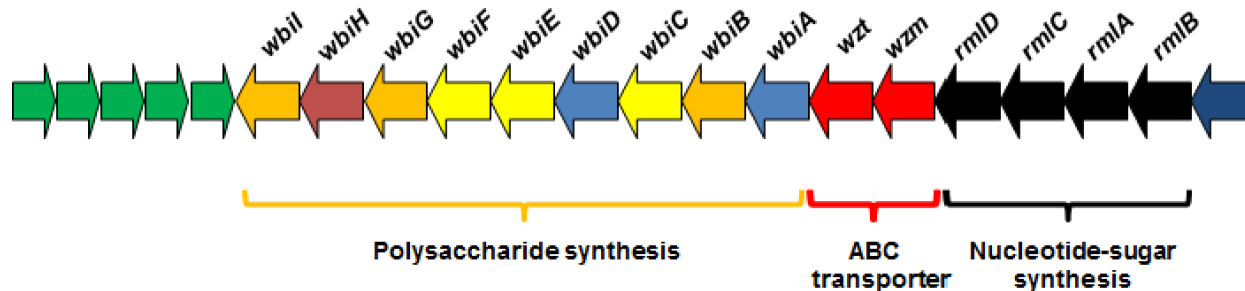 wbiI wbiH wbiG wbiF wbiE wbiD wbiC wbiB wbiA wzt wzm rmlD rmlC rmlA rmlB
Polysaccharide synthesis ABC Nucleotide-sugar
transporter synthesis